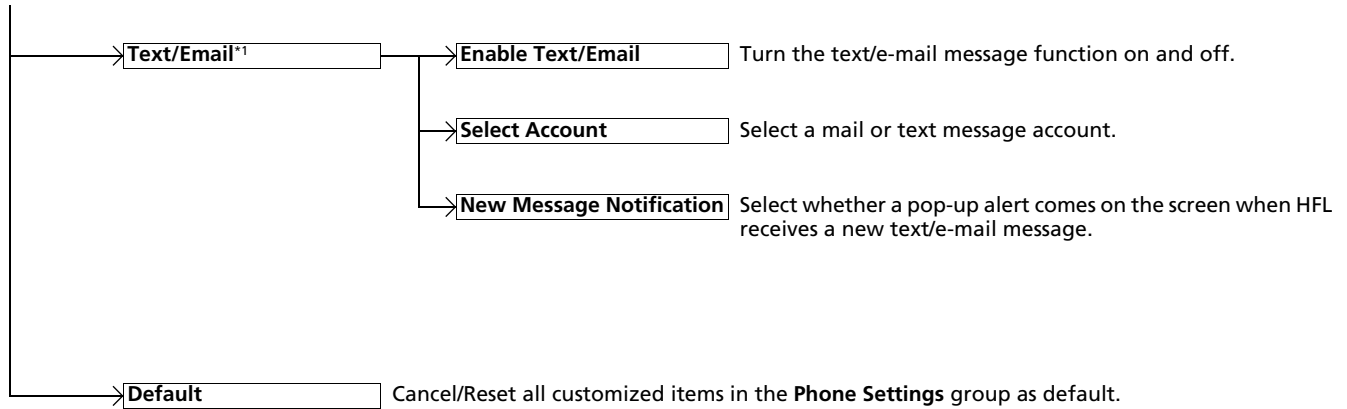 Text/Email*1
Enable Text/Email
Turn the text/e-mail message function on and off.
Select Account
Select a mail or text message account.
New Message Notification
Select whether a pop-up alert comes on the screen when HFL
receives a new text/e-mail message.
Default
Cancel/Reset all customized items in the Phone Settings group as default.